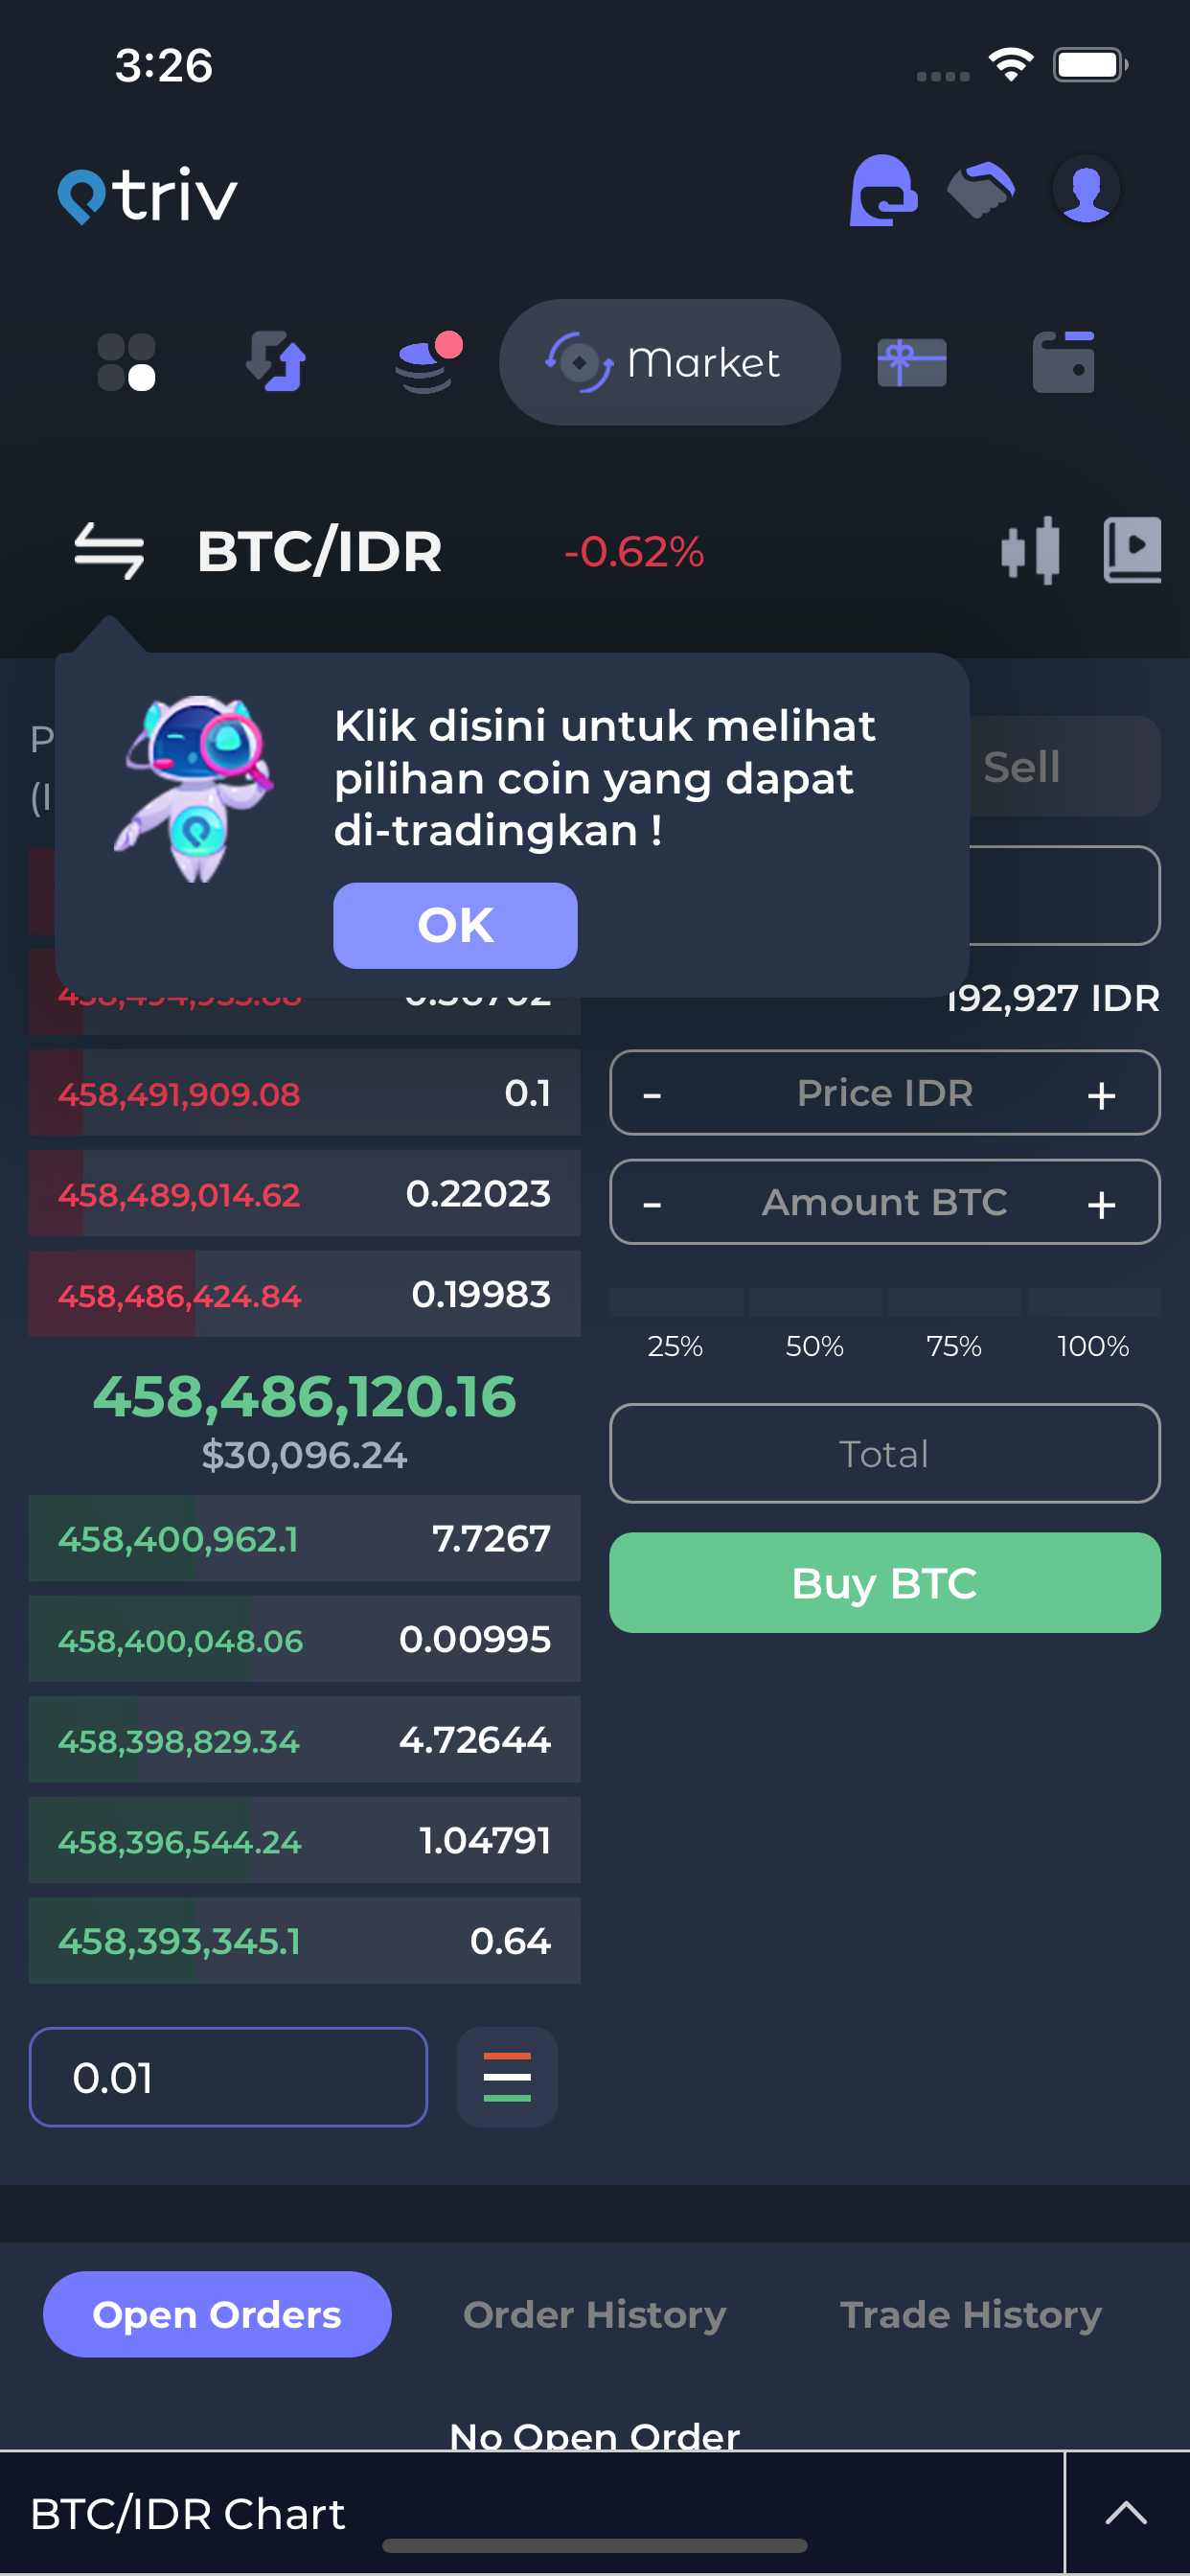 3:26
triv
Market
BTC/IDR
-0.62%
Klik disini untuk melihat
pilihan coin yang dapat
di-tradingkan !
OK
Sell
192,927 IDR
458,491,909.08 0.1
458,489,014.62 0.22023
458,486,424.84 0.19983
458,486,120.16
$30,096.24
458,400,962.1 7.7267
458,400,048.06 0.00995
458,398,829.34 4.72644
458,396,544.24 1.04791
458,393,345.1 0.64
0.01
- Price IDR +
- Amount BTC +
25% 50% 75% 100%
Total
Buy BTC
Open Orders
Order History
Trade History
No Open Order
BTC/IDR Chart